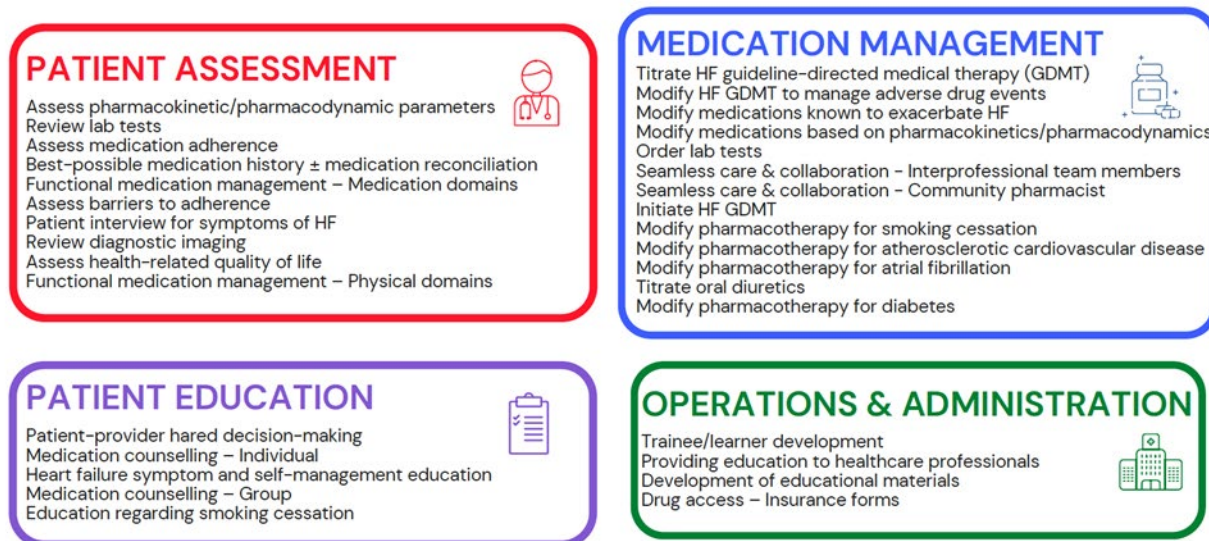 PATIENT ASSESSMENT
Assess pharmacokinetic/pharmacodynamic parameters
Review lab tests
Assess medication adherence
Best-possible medication history ± medication reconciliation
Functional medication management – Medication domains
Assess barriers to adherence
Patient interview for symptoms of HF
Review diagnostic imaging
Assess health-related quality of life
Functional medication management – Physical domains
MEDICATION MANAGEMENT
Titrate HF guideline-directed medical therapy (GDMT)
Modify HF GDMT to manage adverse drug events
Modify medications known to exacerbate HF
Modify medications based on pharmacokinetics/pharmacodynamics
Order lab tests
Seamless care & collaboration - Interprofessional team members
Seamless care & collaboration - Community pharmacist
Initiate HF GDMT
Modify pharmacotherapy for smoking cessation
Modify pharmacotherapy for atherosclerotic cardiovascular disease
Modify pharmacotherapy for atrial fibrillation
Titrate oral diuretics
Modify pharmacotherapy for diabetes
PATIENT EDUCATION
Patient-provider hared decision-making
Medication counselling – Individual
Heart failure symptom and self-management education
Medication counselling – Group
Education regarding smoking cessation
OPERATIONS & ADMINISTRATION
Trainee/learner development
Providing education to healthcare professionals
Development of educational materials
Drug access – Insurance forms